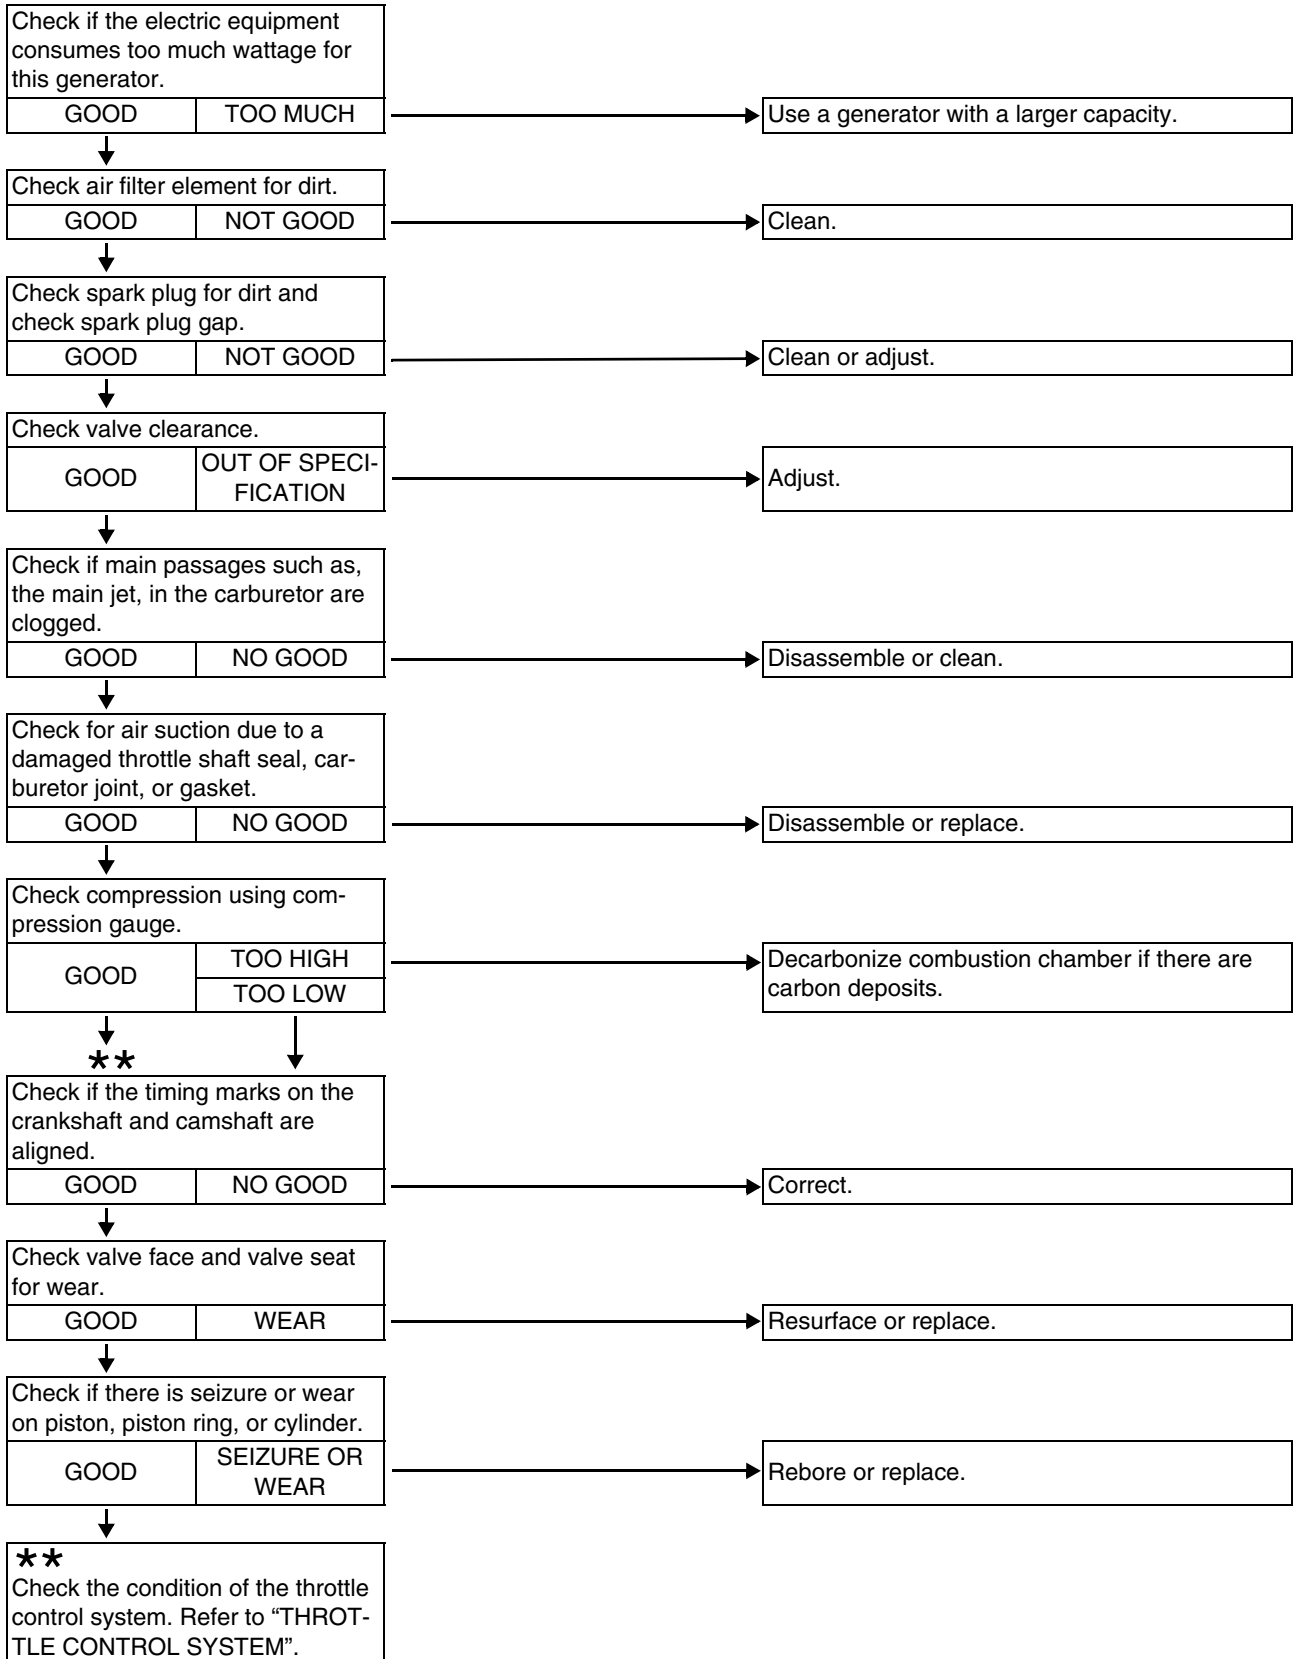 Check if the electric equipment
consumes too much wattage for
this generator.
GOOD TOO MUCH Use a generator with a larger capacity.
Check air filter element for dirt.
GOOD NOT GOOD Clean.
Check spark plug for dirt and
check spark plug gap.
GOOD NOT GOOD Clean or adjust.
Check valve clearance.
GOOD OUT OF SPECI-
FICATION Adjust.
Check if main passages such as,
the main jet, in the carburetor are
clogged.
GOOD NO GOOD Disassemble or clean.
Check for air suction due to a
damaged throttle shaft seal, car-
buretor joint, or gasket.
GOOD NO GOOD Disassemble or replace.
Check compression using com-
pression gauge.
GOOD TOO HIGH
TOO LOW
Decarbonize combustion chamber if there are
carbon deposits.
**
Check if the timing marks on the
crankshaft and camshaft are
aligned.
GOOD NO GOOD Correct.
Check valve face and valve seat
for wear.
GOOD WEAR Resurface or replace.
Check if there is seizure or wear
on piston, piston ring, or cylinder.
GOOD SEIZURE OR
WEAR Rebore or replace.
**
Check the condition of the throttle
control system. Refer to “THROT-
TLE CONTROL SYSTEM”.